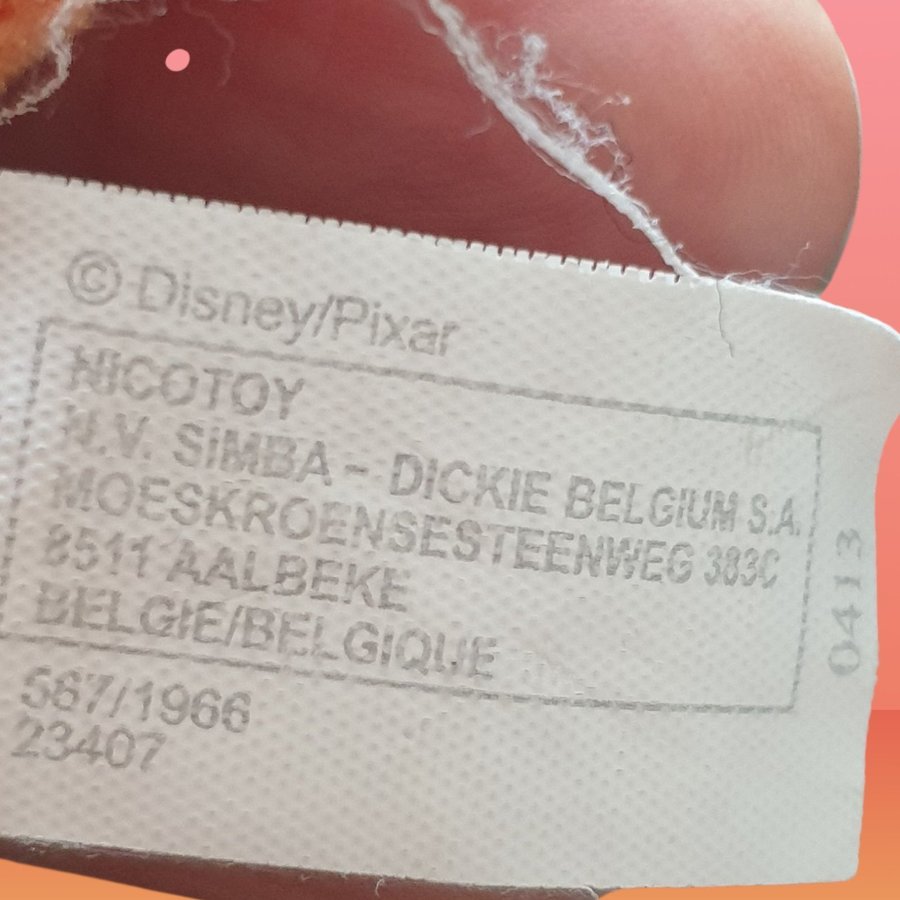 © Disney/Pixar
NICOTOY
N.V. SIMBA - DICKIE BELGIUM S.A.
MOESKROENSESTEENWEG 383C
8511 AALBEKE
BELGIE/BELGIQUE
567/1966
23407
0413